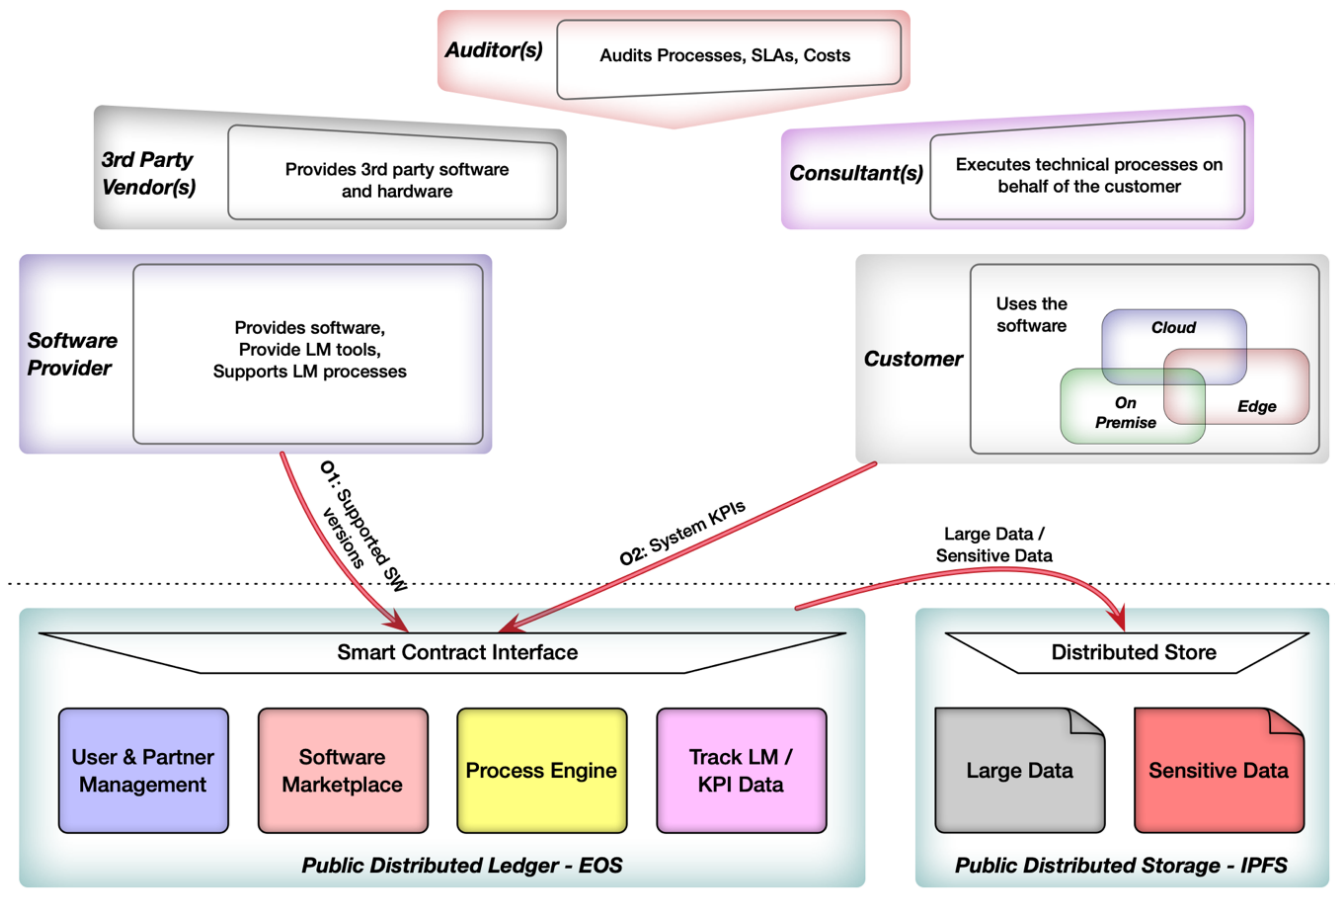 Auditor(s)
Audits Processes, SLAs, Costs
3rd Party
Vendor(s)
Provides 3rd party software
and hardware
Consultant(s)
Executes technical processes on
behalf of the customer
Software
Provider
Provides software,
Provide LM tools,
Supports LM processes
Customer
Uses the
software
Cloud
On
Premise
Edge
O1: Supported SW
versions
O2: System KPIs
Large Data /
Sensitive Data
Smart Contract Interface
User & Partner
Management
Software
Marketplace
Process Engine
Track LM /
KPI Data
Public Distributed Ledger - EOS
Distributed Store
Large Data
Sensitive Data
Public Distributed Storage - IPFS